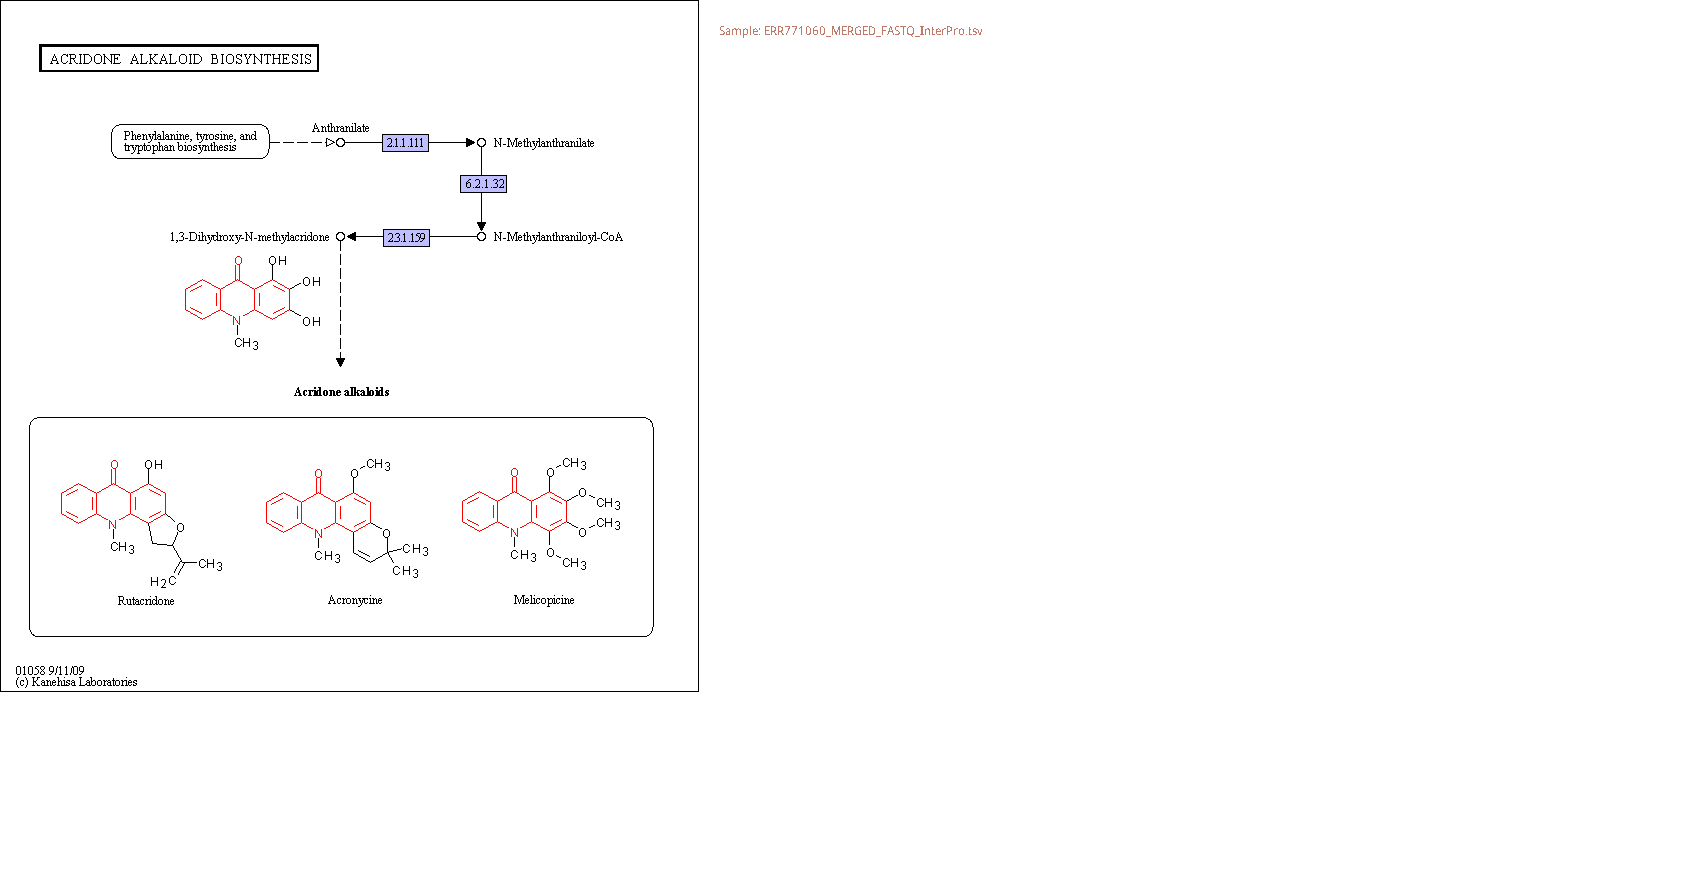 Sample: ERR771060_MERGED_FASTQ_InterPro.tsv
ACRIDONE ALKALOID BIOSYNTHESIS
Phenylalanine, tyrosine, and
tryptophan biosynthesis
Anthranilate
2.1.1.111
N-Methylanthranilate
6.2.1.32
1,3-Dihydroxy-N-methylacridone
2.3.1.159
N-Methylanthraniloyl-CoA
O
OH
OH
OH
N
CH3
Acridone alkaloids
O
OH
N
CH3
O
H2C
CH3
Rutacridone
O
O
CH3
N
CH3
O
CH3
CH3
Acronycine
O
O
CH3
O
CH3
O
CH3
N
CH3
O
CH3
Melicopicine
01058 9/11/09
(c) Kanehisa Laboratories